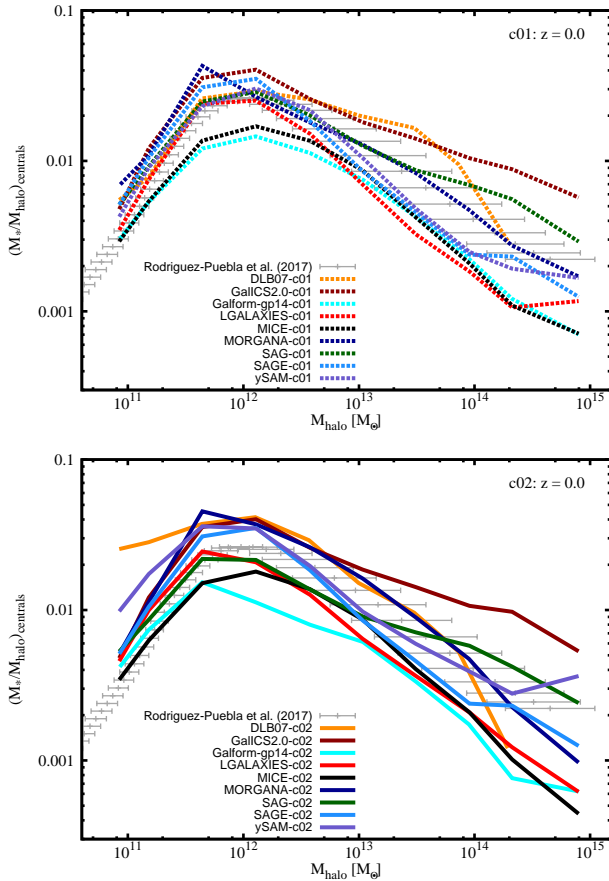 0.1
c01: z = 0.0
0.01
(M*/Mhalo)centrals
Rodriguez-Puebla et al. (2017)
DLB07-c01
GalICS2.0-c01
Galform-gp14-c01
LGALAXIES-c01
MICE-c01
MORGANA-c01
SAG-c01
SAGE-c01
ySAM-c01
0.001
10^11 10^12 10^13 10^14 10^15
Mhalo [M⊙]
0.1
c02: z = 0.0
0.01
(M*/Mhalo)centrals
Rodriguez-Puebla et al. (2017)
DLB07-c02
GalICS2.0-c02
Galform-gp14-c02
LGALAXIES-c02
MICE-c02
MORGANA-c02
SAG-c02
SAGE-c02
ySAM-c02
0.001
10^11 10^12 10^13 10^14 10^15
Mhalo [M⊙]